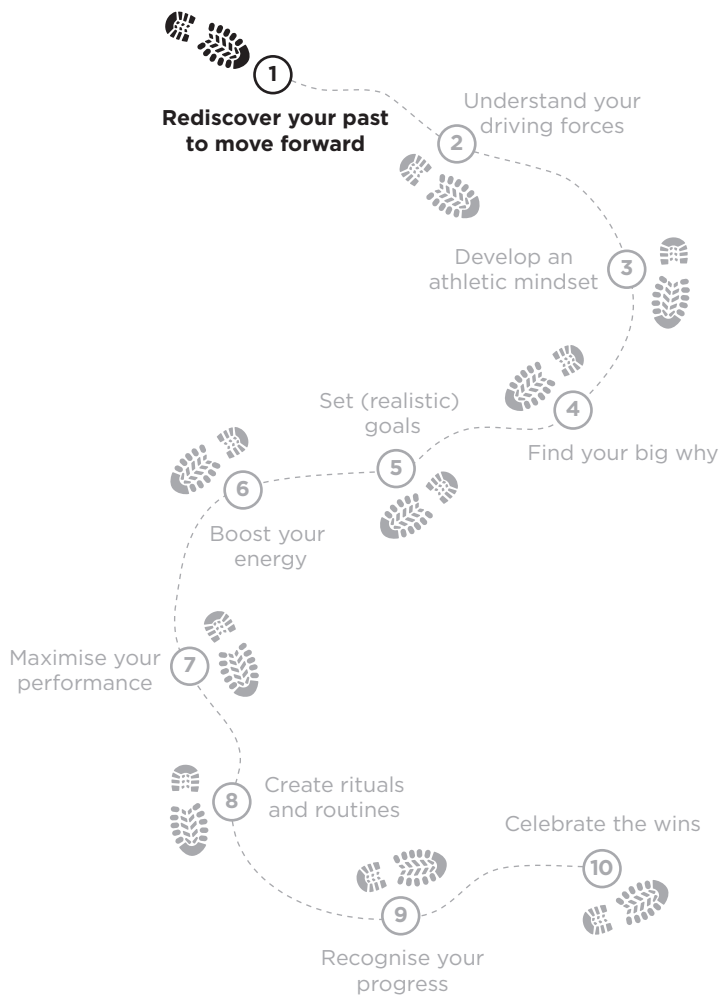 1
Rediscover your past
to move forward
Understand your
driving forces
2
Develop an
athletic mindset
3
4
Find your big why
Set (realistic)
goals
5
6
Boost your
energy
Maximise your
performance
7
8
Create rituals
and routines
9
Recognise your
progress
Celebrate the wins
10